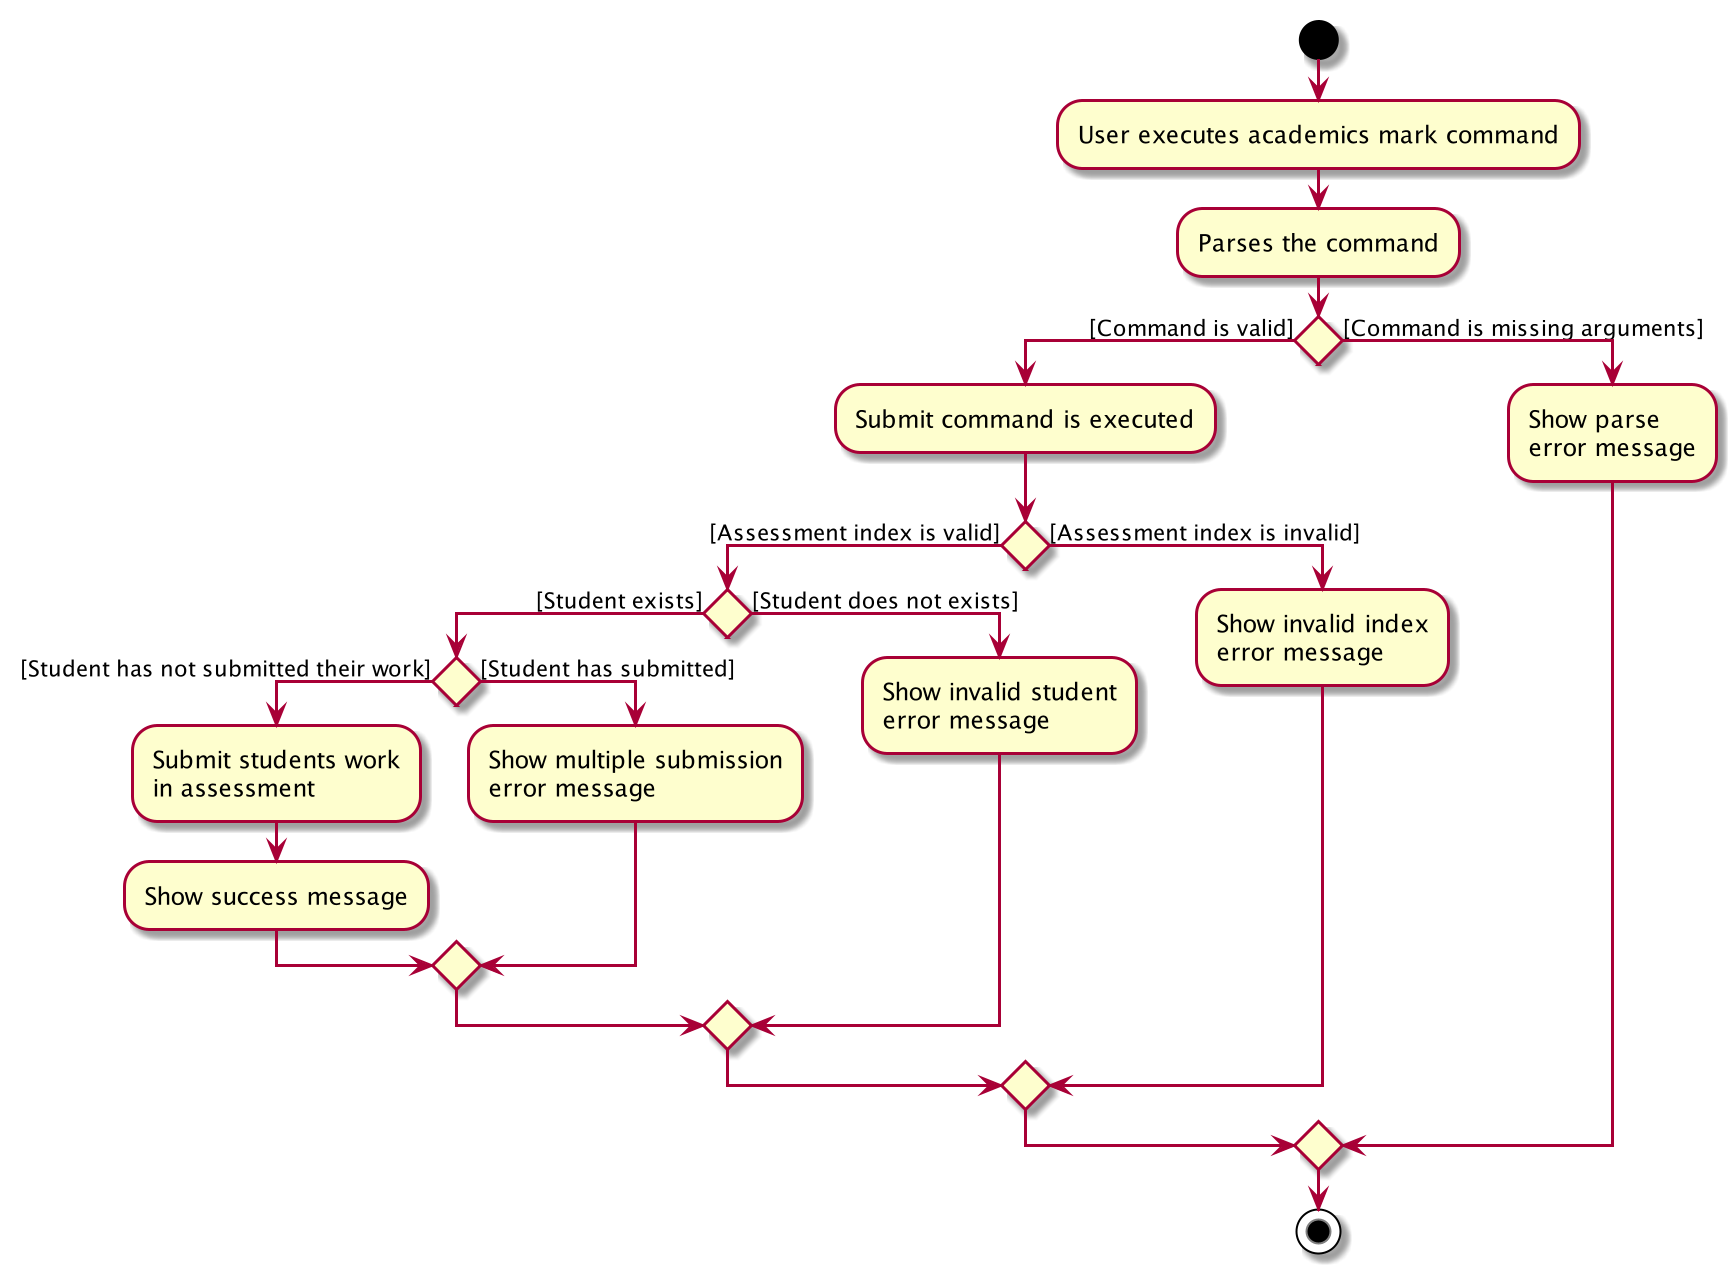 User executes academics mark command
Parses the command
[Command is valid]
[Command is missing arguments]
Submit command is executed
Show parse
error message
[Assessment index is valid]
[Assessment index is invalid]
[Student exists]
[Student does not exists]
Show invalid index
error message
[Student has not submitted their work]
[Student has submitted]
Show invalid student
error message
Submit students work
in assessment
Show multiple submission
error message
Show success message